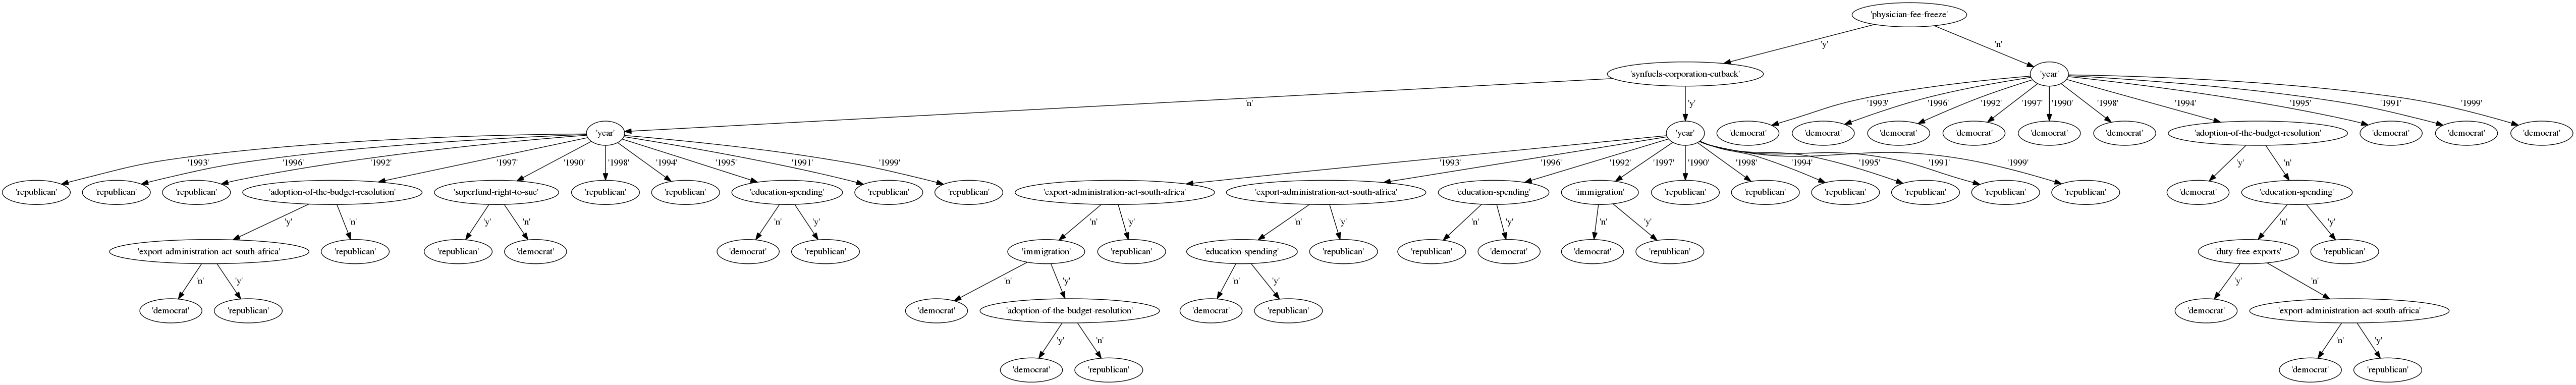 'physician-fee-freeze'
'y'
'n'
'synfuels-corporation-cutback'
'year'
'n'
'y'
'1993'
'1996'
'1992'
'1997'
'1990'
'1998'
'1994'
'1995'
'1991'
'1999'
'year'
'year'
'democrat'
'democrat'
'democrat'
'democrat'
'democrat'
'democrat'
'adoption-of-the-budget-resolution'
'democrat'
'democrat'
'democrat'
'1993'
'1996'
'1992'
'1997'
'1990'
'1998'
'1994'
'1995'
'1991'
'1999'
'1993'
'1996'
'1992'
'1997'
'1990'
'1998'
'1994'
'1995'
'1991'
'1999'
'y'
'n'
'republican'
'republican'
'republican'
'adoption-of-the-budget-resolution'
'superfund-right-to-sue'
'republican'
'republican'
'education-spending'
'republican'
'republican'
'export-administration-act-south-africa'
'export-administration-act-south-africa'
'education-spending'
'immigration'
'republican'
'republican'
'republican'
'republican'
'republican'
'republican'
'democrat'
'education-spending'
'y'
'n'
'y'
'n'
'n'
'y'
'n'
'y'
'n'
'y'
'n'
'y'
'n'
'y'
'n'
'y'
'export-administration-act-south-africa'
'republican'
'republican'
'democrat'
'democrat'
'republican'
'immigration'
'republican'
'education-spending'
'republican'
'republican'
'democrat'
'democrat'
'republican'
'duty-free-exports'
'republican'
'n'
'y'
'n'
'y'
'n'
'y'
'y'
'n'
'democrat'
'republican'
'democrat'
'adoption-of-the-budget-resolution'
'democrat'
'republican'
'democrat'
'export-administration-act-south-africa'
'y'
'n'
'n'
'y'
'democrat'
'republican'
'democrat'
'republican'